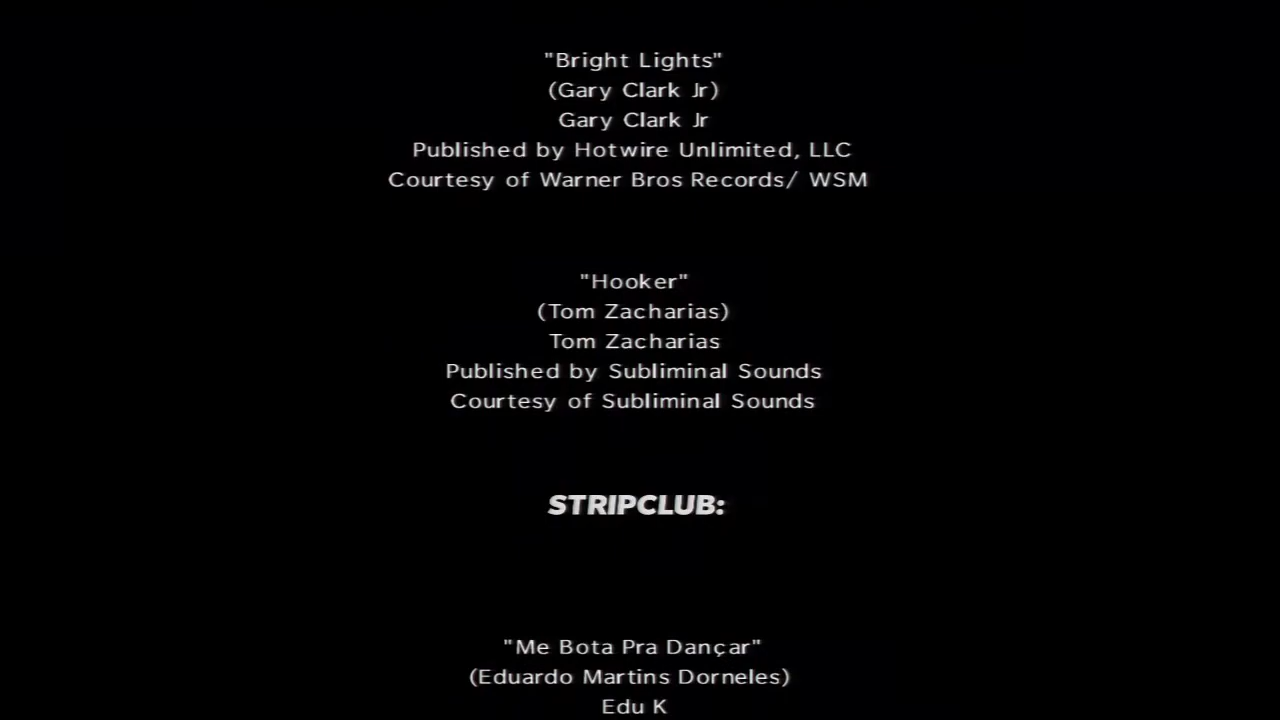 "Bright Lights"
(Gary Clark Jr)
Gary Clark Jr
Published by Hotwire Unlimited, LLC
Courtesy of Warner Bros Records/ WSM
"Hooker"
(Tom Zacharias)
Tom Zacharias
Published by Subliminal Sounds
Courtesy of Subliminal Sounds
STRIPCLUB:
"Me Bota Pra Dançar"
(Eduardo Martins Dorneles)
Edu K